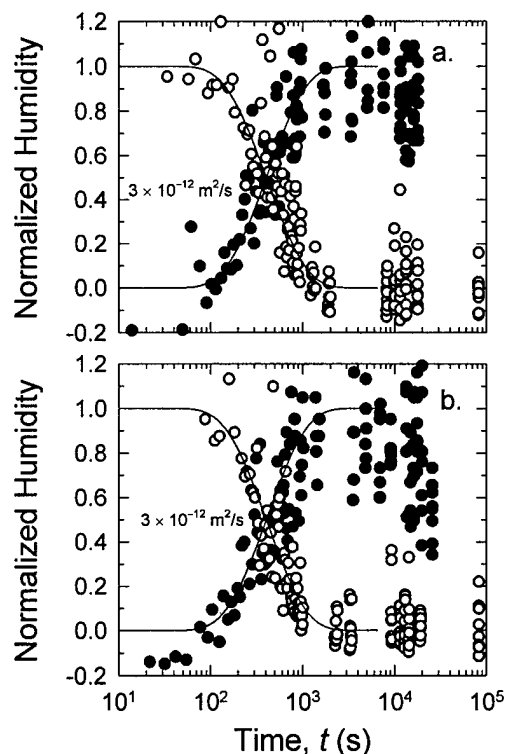 1.2
a.
1.0
0.8
0.6
3 × 10⁻¹² m²/s
0.4
0.2
0.0
-0.2
Normalized Humidity
1.2
b.
1.0
0.8
0.6
3 × 10⁻¹² m²/s
0.4
0.2
0.0
-0.2
Normalized Humidity
10¹ 10² 10³ 10⁴ 10⁵
Time, t (s)